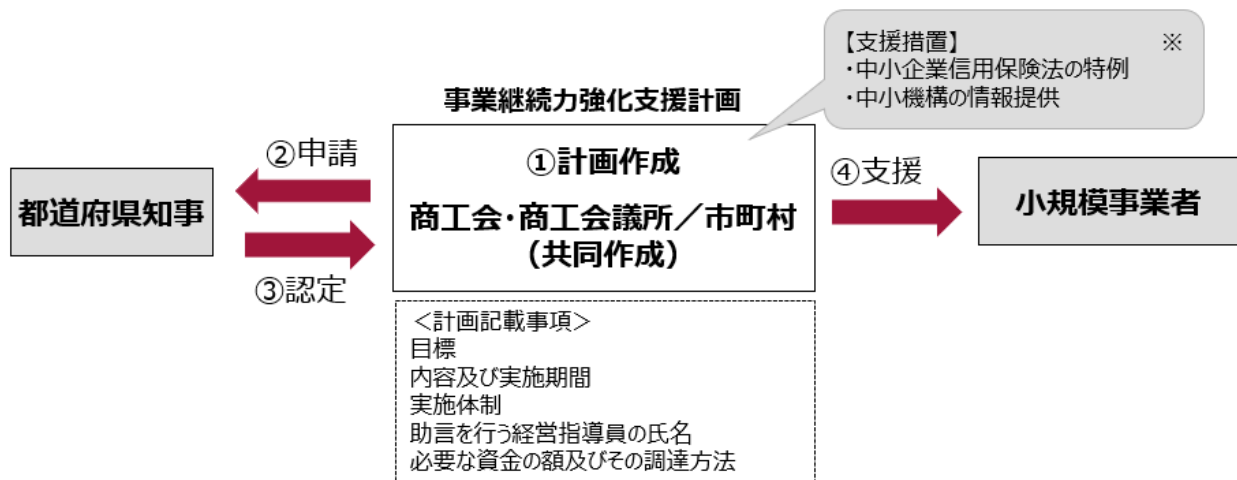 【支援措置】 ※
・中小企業信用保険法の特例
・中小機構の情報提供
事業継続力強化支援計画
②申請
①計画作成
④支援
都道府県知事
商工会・商工会議所／市町村
（共同作成）
小規模事業者
③認定
＜計画記載事項＞
目標
内容及び実施期間
実施体制
助言を行う経営指導員の氏名
必要な資金の額及びその調達方法